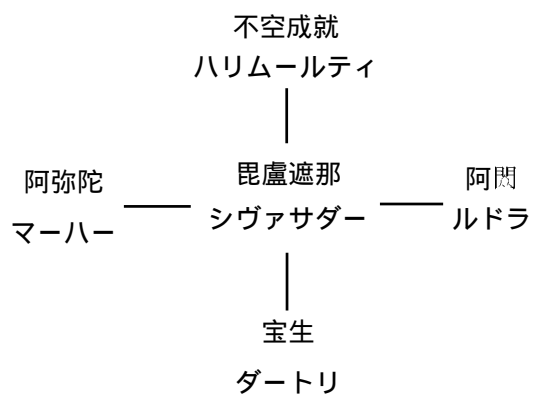 不空成就
ハリムールティ
毘盧遮那
シヴァサダー
阿弥陀
マーハー
阿閦
ルドラ
宝生
ダートリ